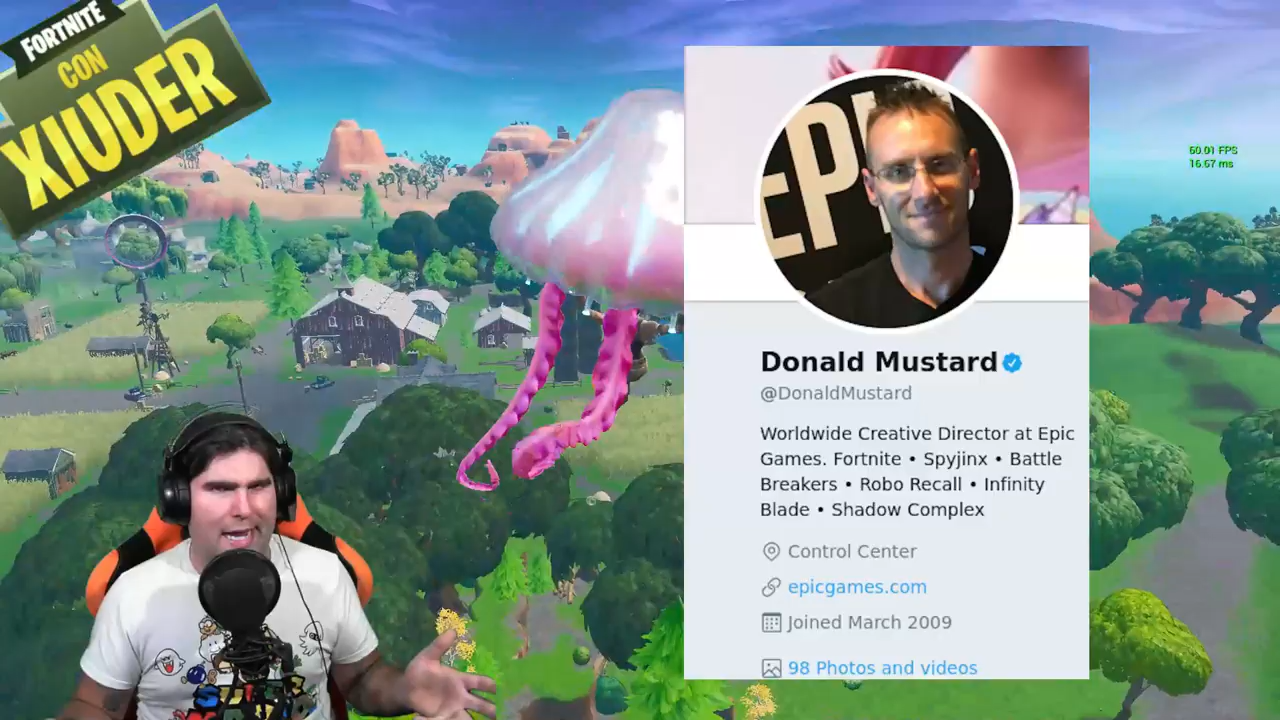 FORTNITE
CON
XIUDER
60.01 FPS
16.67 ms
EPI
Donald Mustard
@DonaldMustard
Worldwide Creative Director at Epic
Games. Fortnite • Spyjinx • Battle
Breakers • Robo Recall • Infinity
Blade • Shadow Complex
Control Center
epicgames.com
Joined March 2009
98 Photos and videos
SUPER